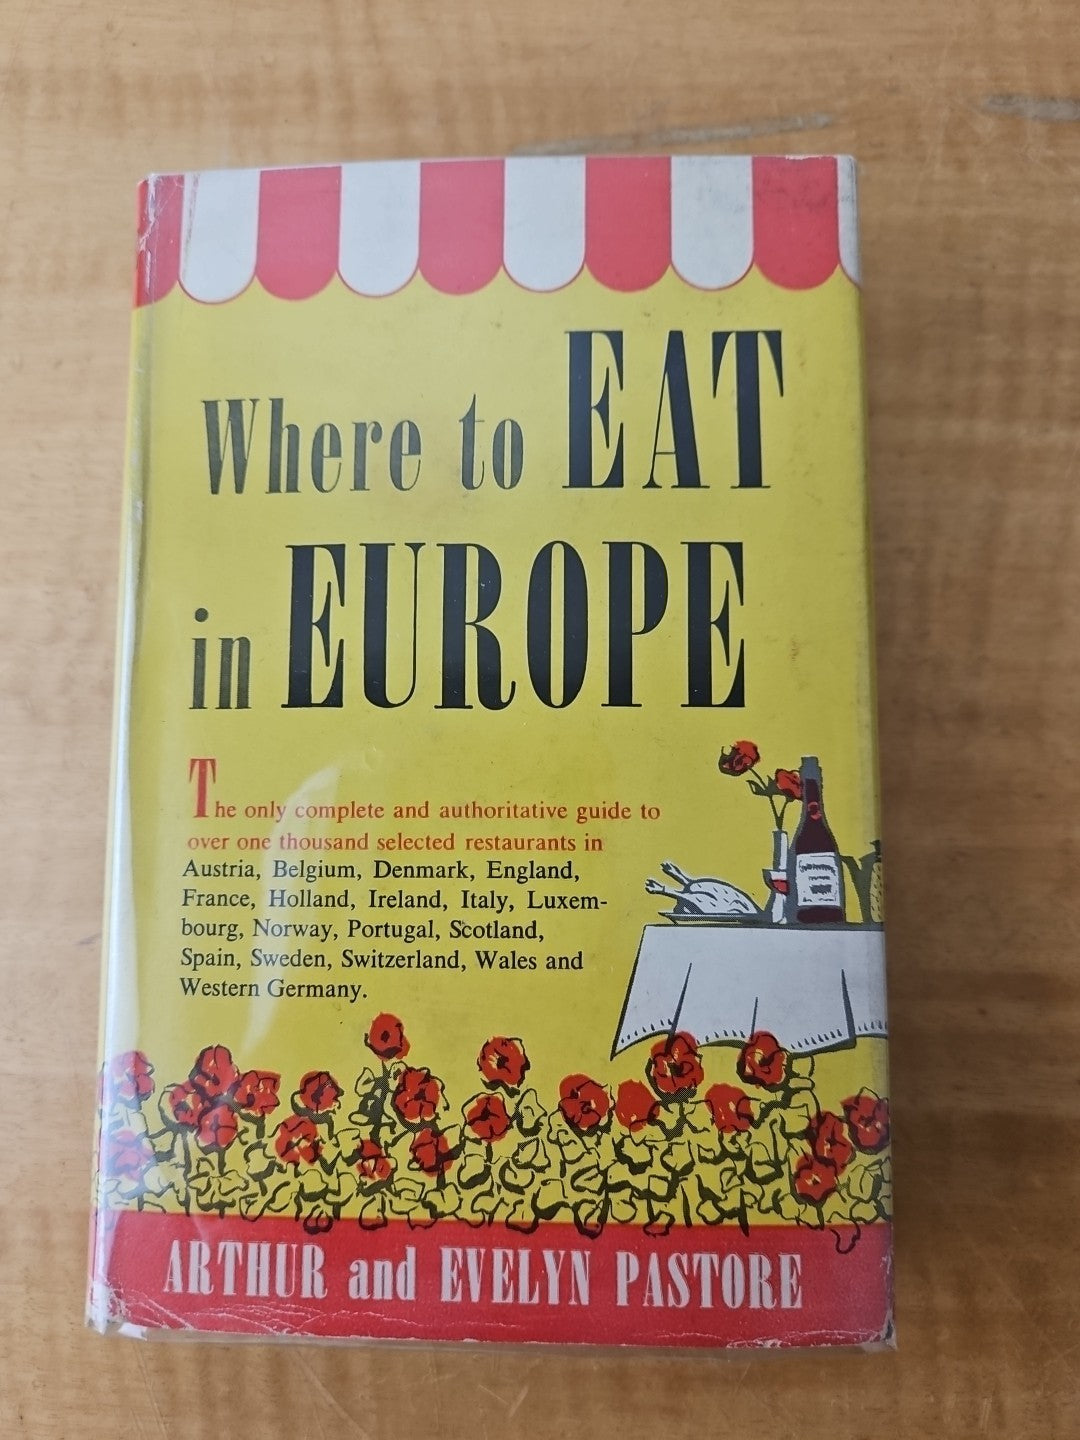 Where to EAT
in EUROPE
The only complete and authoritative guide to
over one thousand selected restaurants in
Austria, Belgium, Denmark, England,
France, Holland, Ireland, Italy, Luxem-
bourg, Norway, Portugal, Scotland,
Spain, Sweden, Switzerland, Wales and
Western Germany.
ARTHUR and EVELYN PASTORE